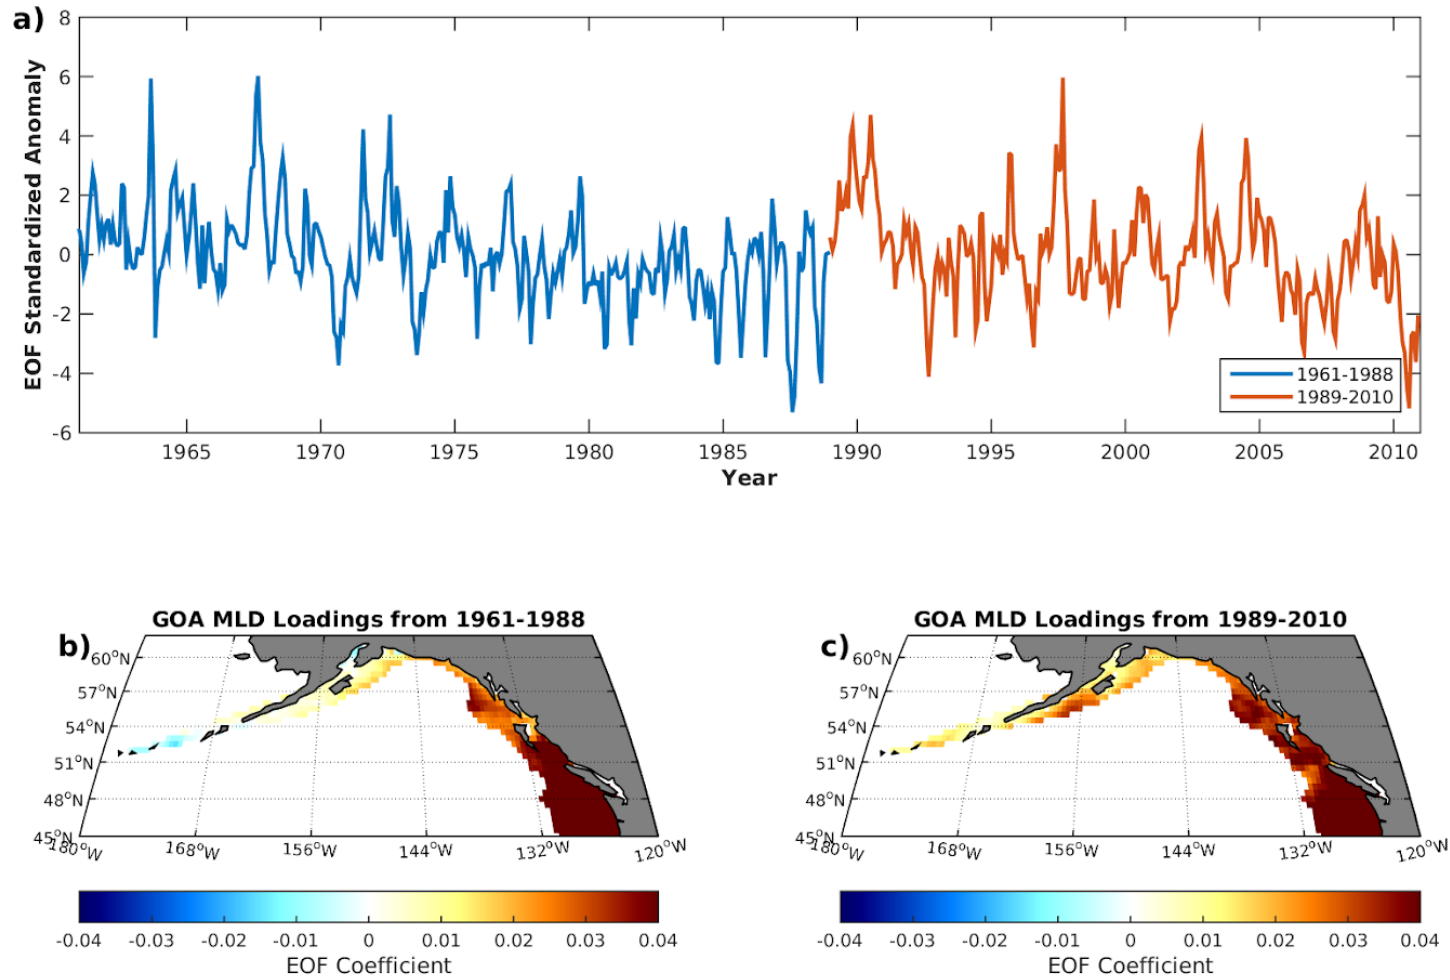 a)
8
6
4
2
0
-2
-4
-6
EOF Standardized Anomaly
1961-1988
1989-2010
1965 1970 1975 1980 1985 1990 1995 2000 2005 2010
Year
b) GOA MLD Loadings from 1961-1988
60°N
57°N
54°N
51°N
48°N
45°N
180°W 168°W 156°W 144°W 132°W 120°W
-0.04 -0.03 -0.02 -0.01 0 0.01 0.02 0.03 0.04
EOF Coefficient
c) GOA MLD Loadings from 1989-2010
60°N
57°N
54°N
51°N
48°N
45°N
180°W 168°W 156°W 144°W 132°W 120°W
-0.04 -0.03 -0.02 -0.01 0 0.01 0.02 0.03 0.04
EOF Coefficient